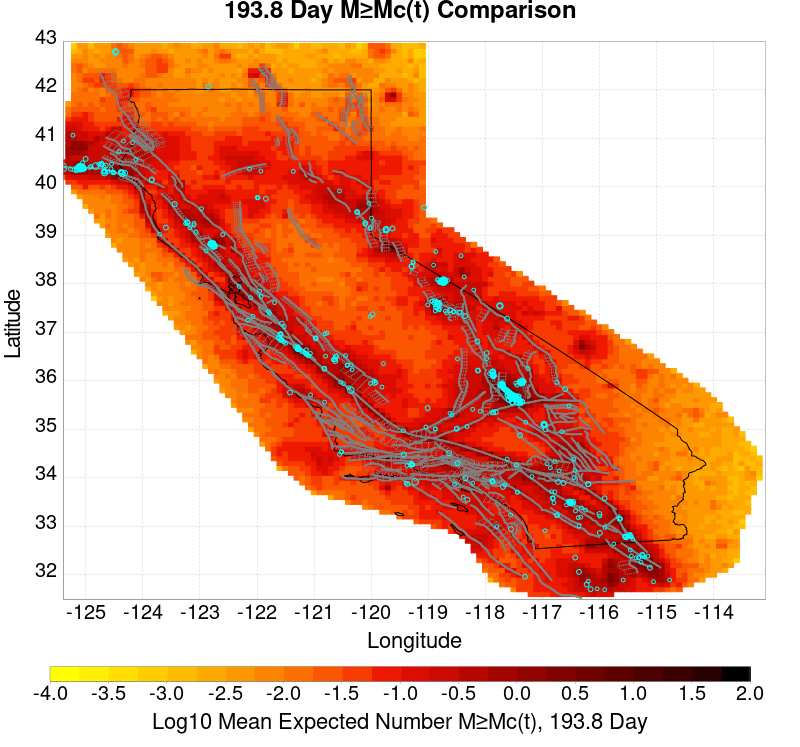 193.8 Day M≥Mc(t) Comparison
43
42
41
40
39
38
37
36
35
34
33
32
Latitude
-125 -124 -123 -122 -121 -120 -119 -118 -117 -116 -115 -114
Longitude
-4.0 -3.5 -3.0 -2.5 -2.0 -1.5 -1.0 -0.5 0.0 0.5 1.0 1.5 2.0
Log10 Mean Expected Number M≥Mc(t), 193.8 Day